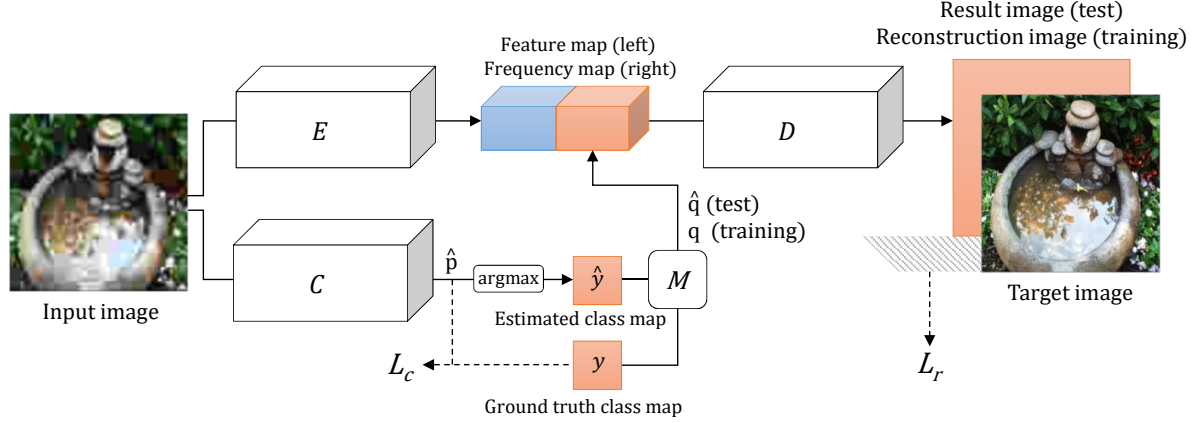 Result image (test)
Reconstruction image (training)
Feature map (left)
Frequency map (right)
E
D
q̂ (test)
q (training)
C
p̂
argmax
ŷ
M
Input image
Estimated class map
Target image
L_c
y
L_r
Ground truth class map